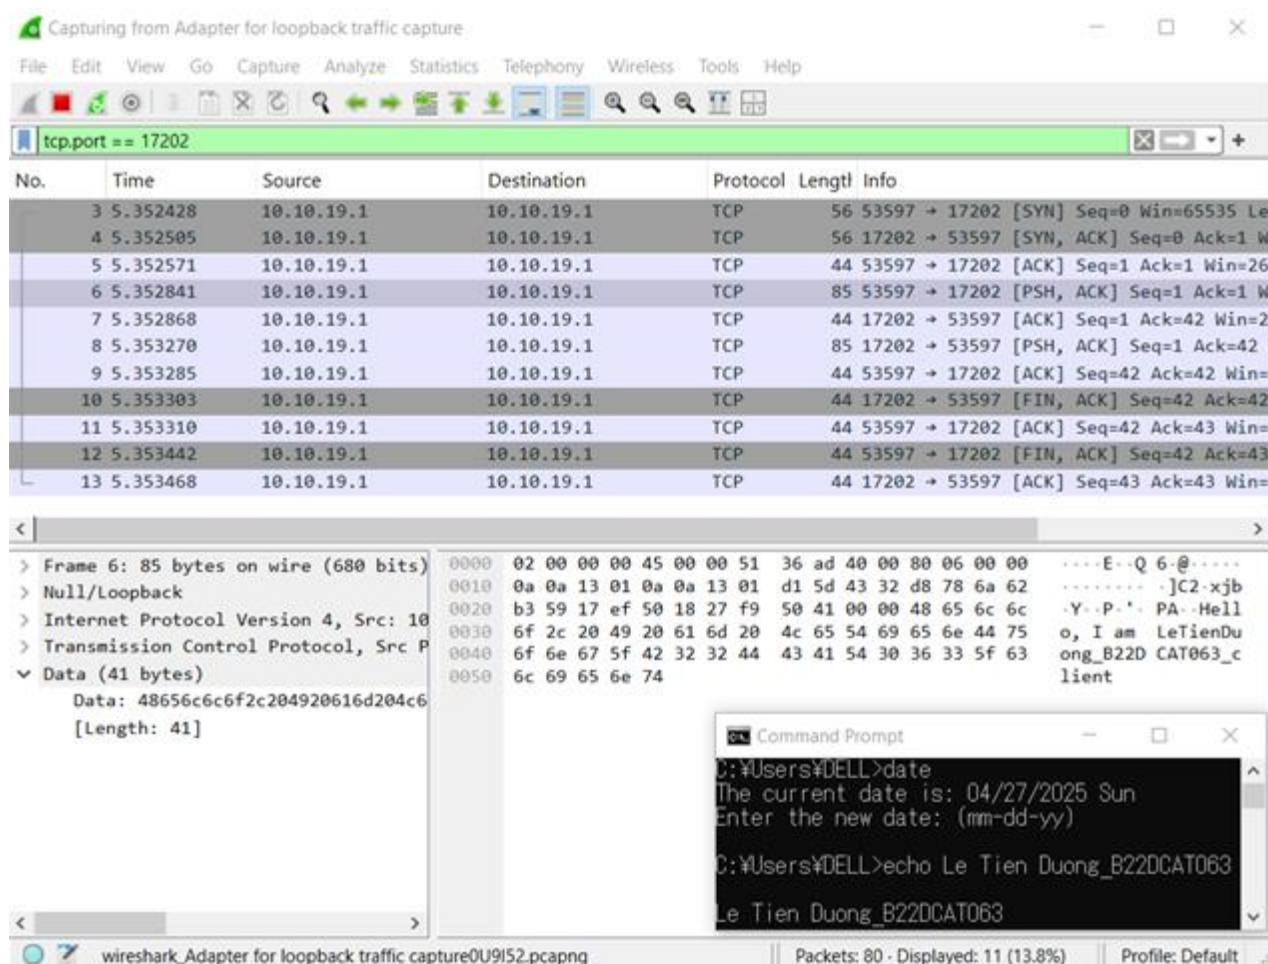 Capturing from Adapter for loopback traffic capture
File Edit View Go Capture Analyze Statistics Telephony Wireless Tools Help
tcp.port == 17202
No. Time Source Destination Protocol Lengtl Info
3 5.352428 10.10.19.1 10.10.19.1 TCP 56 53597 → 17202 [SYN] Seq=0 Win=65535 Le
4 5.352505 10.10.19.1 10.10.19.1 TCP 56 17202 → 53597 [SYN, ACK] Seq=0 Ack=1 W
5 5.352571 10.10.19.1 10.10.19.1 TCP 44 53597 → 17202 [ACK] Seq=1 Ack=1 Win=26
6 5.352841 10.10.19.1 10.10.19.1 TCP 85 53597 → 17202 [PSH, ACK] Seq=1 Ack=1 W
7 5.352868 10.10.19.1 10.10.19.1 TCP 44 17202 → 53597 [ACK] Seq=1 Ack=42 Win=2
8 5.353270 10.10.19.1 10.10.19.1 TCP 85 17202 → 53597 [PSH, ACK] Seq=1 Ack=42
9 5.353285 10.10.19.1 10.10.19.1 TCP 44 53597 → 17202 [ACK] Seq=42 Ack=42 Win=
10 5.353303 10.10.19.1 10.10.19.1 TCP 44 17202 → 53597 [FIN, ACK] Seq=42 Ack=42
11 5.353310 10.10.19.1 10.10.19.1 TCP 44 53597 → 17202 [ACK] Seq=42 Ack=43 Win=
12 5.353442 10.10.19.1 10.10.19.1 TCP 44 53597 → 17202 [FIN, ACK] Seq=42 Ack=43
13 5.353468 10.10.19.1 10.10.19.1 TCP 44 17202 → 53597 [ACK] Seq=43 Ack=43 Win=
Frame 6: 85 bytes on wire (680 bits)
Null/Loopback
Internet Protocol Version 4, Src: 10
Transmission Control Protocol, Src P
Data (41 bytes)
Data: 48656c6c6f2c204920616d204c6
[Length: 41]
0000 02 00 00 00 45 00 00 51 36 ad 40 00 80 06 00 00 ····E··Q 6·@·····
0010 0a 0a 13 01 0a 0a 13 01 d1 5d 43 32 d8 78 6a 62 ········ ·]C2·xjb
0020 b3 59 17 ef 50 18 27 f9 50 41 00 00 48 65 6c 6c ·Y··P·'· PA··Hell
0030 6f 2c 20 49 20 61 6d 20 4c 65 54 69 65 6e 44 75 o, I am LeTienDu
0040 6f 6e 67 5f 42 32 32 44 43 41 54 30 36 33 5f 63 ong_B22D CAT063_c
0050 6c 69 65 6e 74 lient
Command Prompt
C:¥Users¥DELL>date
The current date is: 04/27/2025 Sun
Enter the new date: (mm-dd-yy)
C:¥Users¥DELL>echo Le Tien Duong_B22DCAT063
Le Tien Duong_B22DCAT063
wireshark_Adapter for loopback traffic capture0U9I52.pcapng Packets: 80 · Displayed: 11 (13.8%) Profile: Default